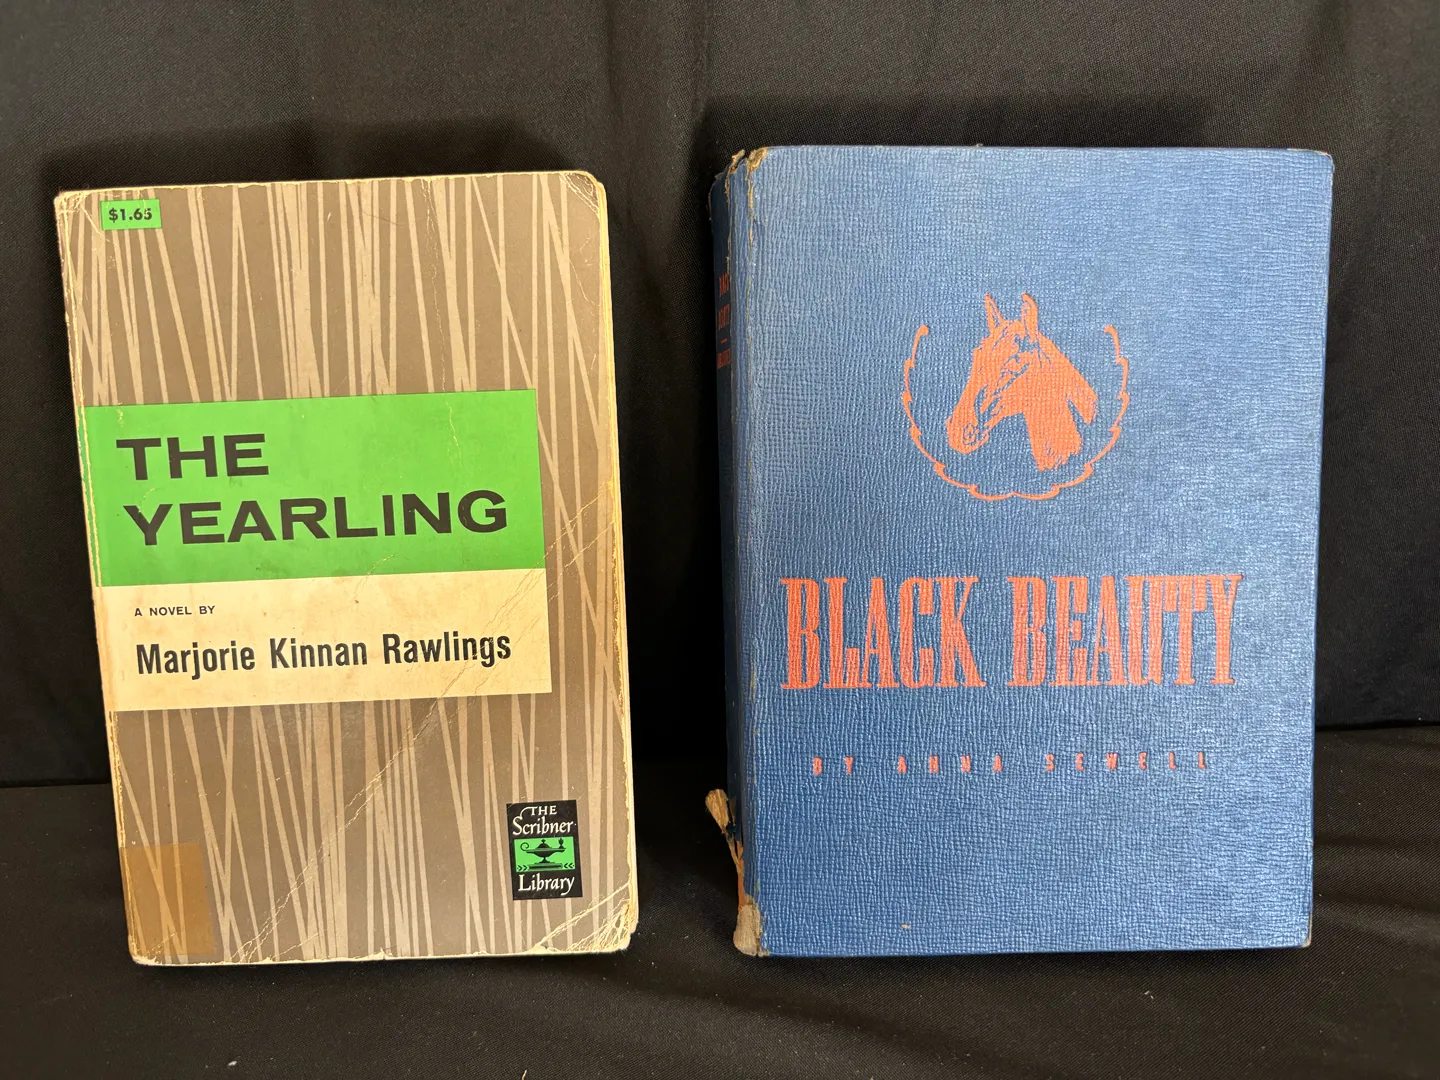 $1.65
THE
YEARLING
A NOVEL BY
Marjorie Kinnan Rawlings
THE
Scribner
Library
BLACK BEAUTY
BY ANNA SEWELL